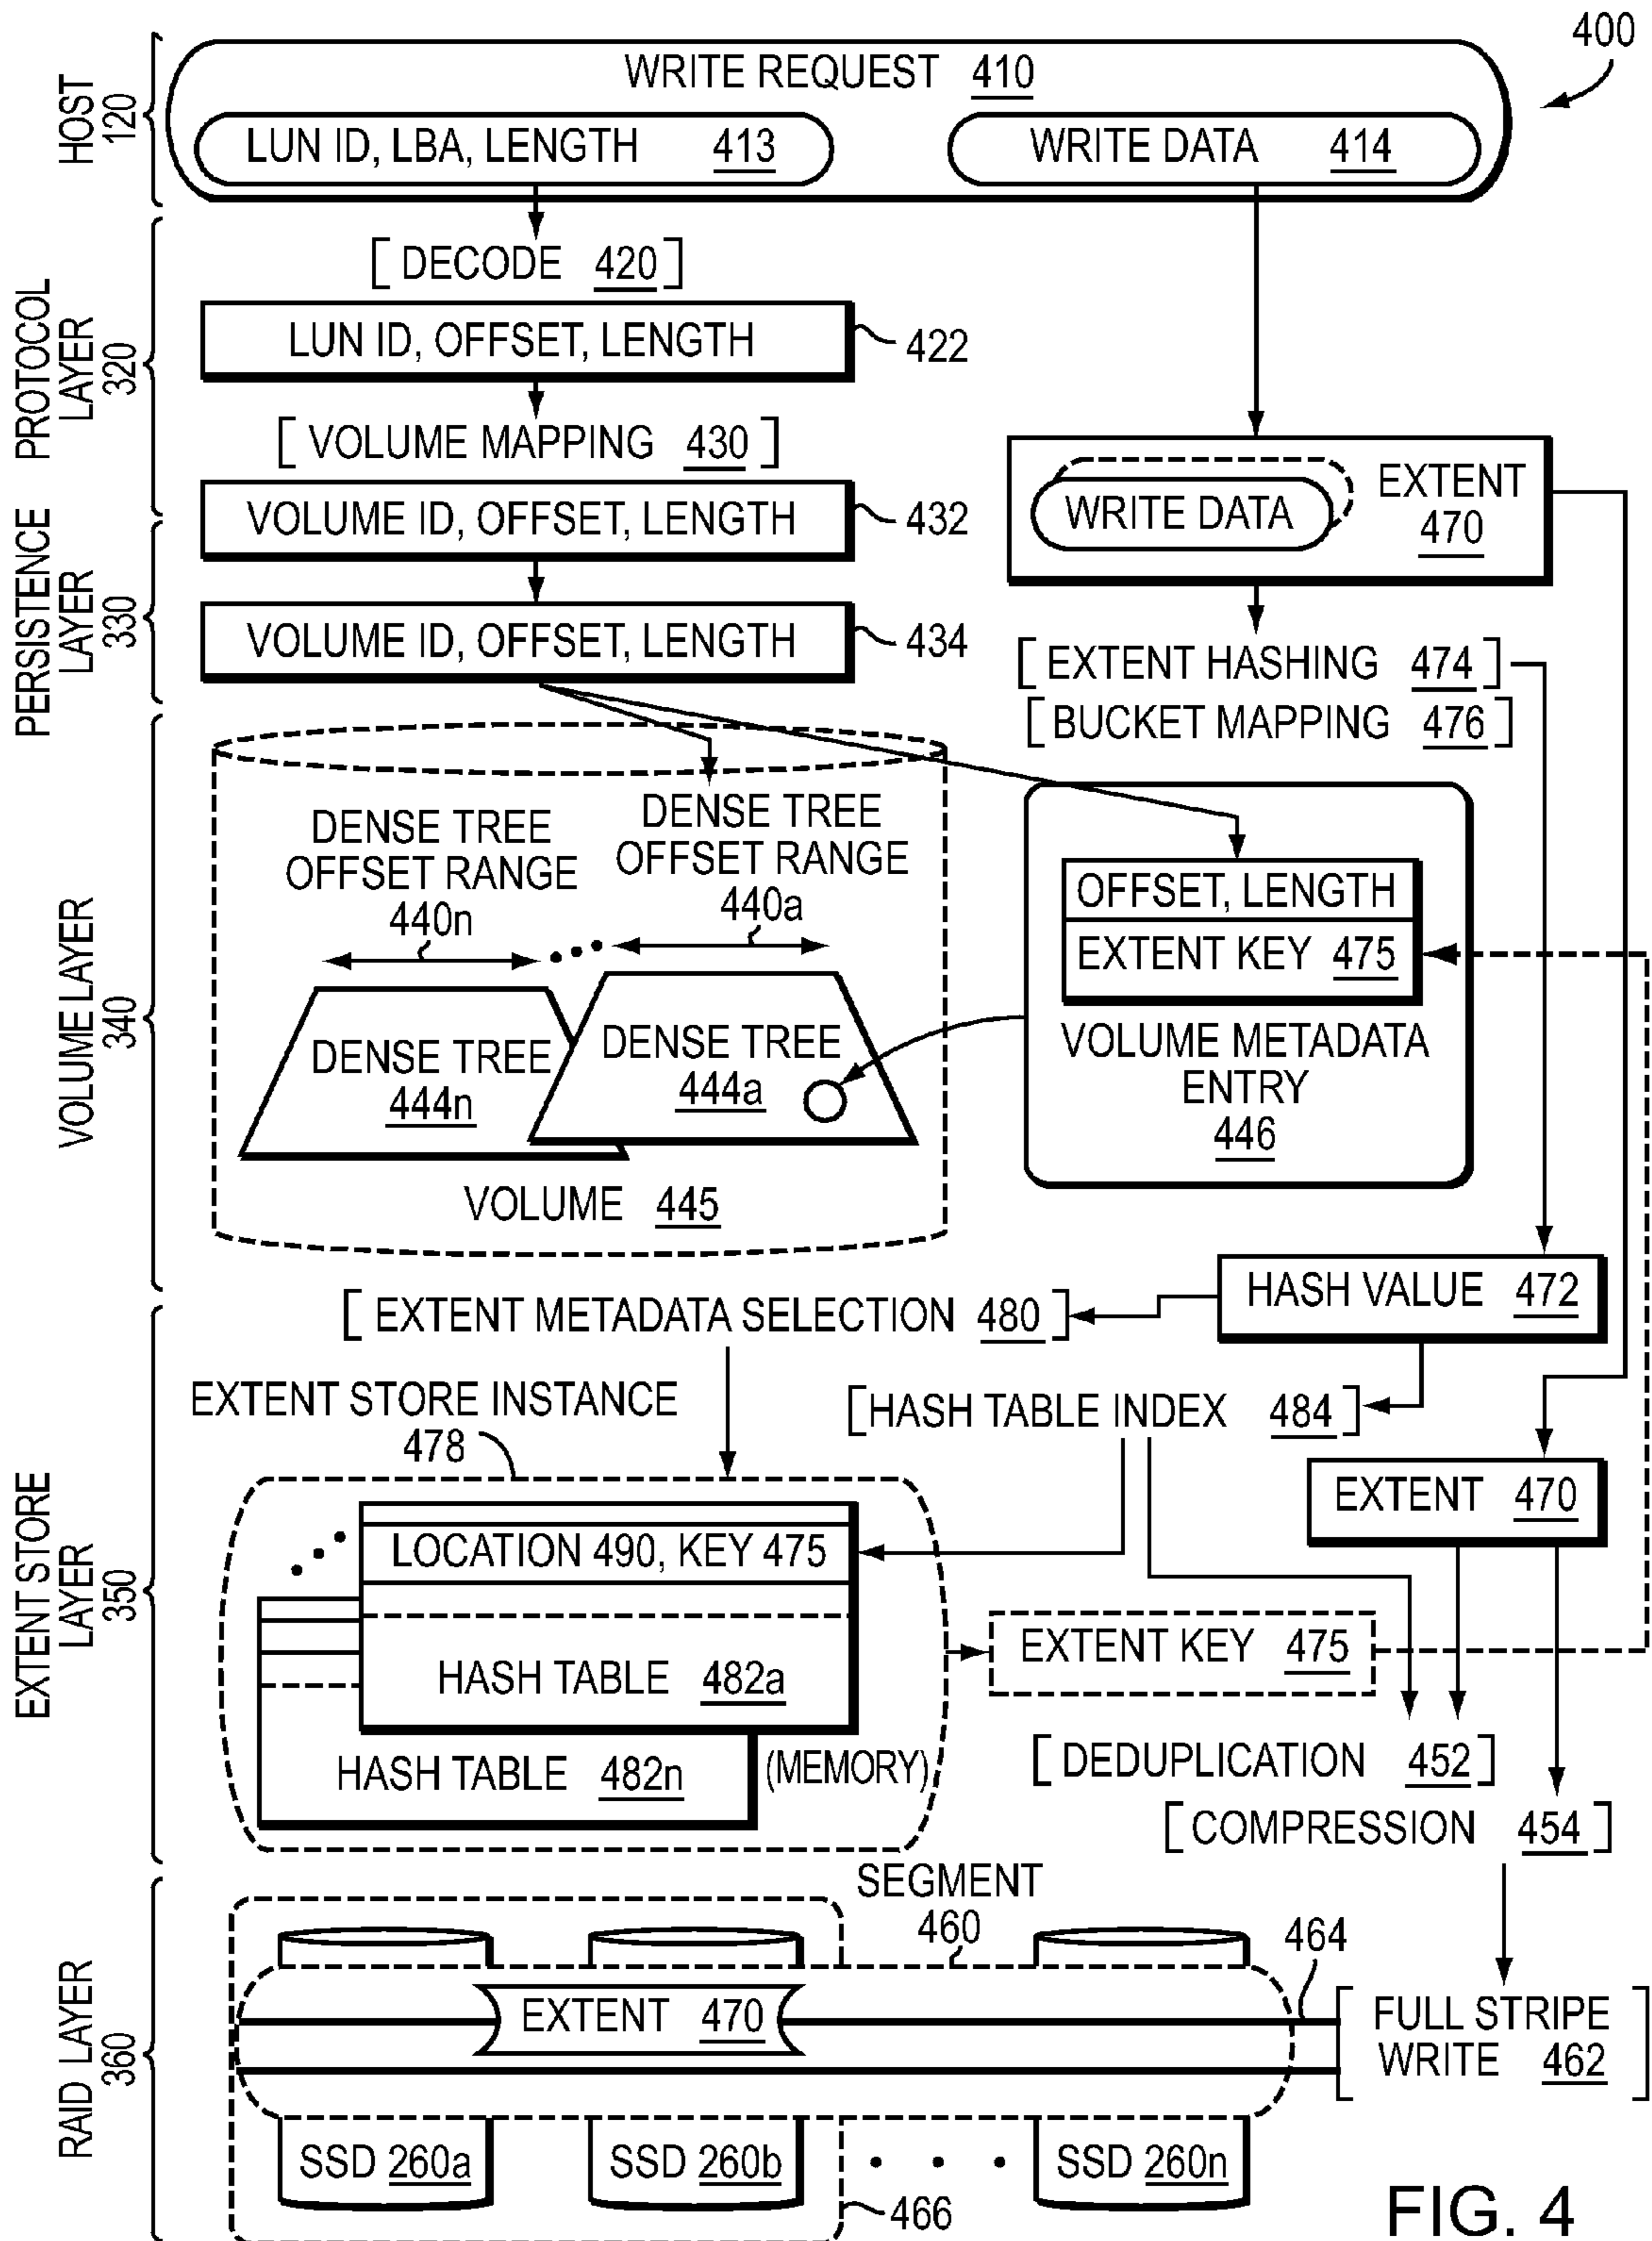 400
HOST
120
WRITE REQUEST 410
LUN ID, LBA, LENGTH 413
WRITE DATA 414
PROTOCOL
LAYER
320
[DECODE 420]
LUN ID, OFFSET, LENGTH
422
[VOLUME MAPPING 430]
VOLUME ID, OFFSET, LENGTH
432
WRITE DATA
EXTENT
470
PERSISTENCE
LAYER
330
VOLUME ID, OFFSET, LENGTH
434
[EXTENT HASHING 474]
[BUCKET MAPPING 476]
VOLUME LAYER
340
DENSE TREE
OFFSET RANGE
440n
DENSE TREE
OFFSET RANGE
440a
DENSE TREE
444n
DENSE TREE
444a
VOLUME 445
OFFSET, LENGTH
EXTENT KEY 475
VOLUME METADATA
ENTRY
446
HASH VALUE 472
EXTENT STORE
LAYER
350
[EXTENT METADATA SELECTION 480]
EXTENT STORE INSTANCE
478
[HASH TABLE INDEX 484]
EXTENT 470
LOCATION 490, KEY 475
HASH TABLE 482a
HASH TABLE 482n
(MEMORY)
EXTENT KEY 475
[DEDUPLICATION 452]
[COMPRESSION 454]
RAID LAYER
360
SEGMENT
460
464
EXTENT 470
[FULL STRIPE
WRITE 462]
SSD 260a
SSD 260b
• • •
SSD 260n
466
FIG. 4